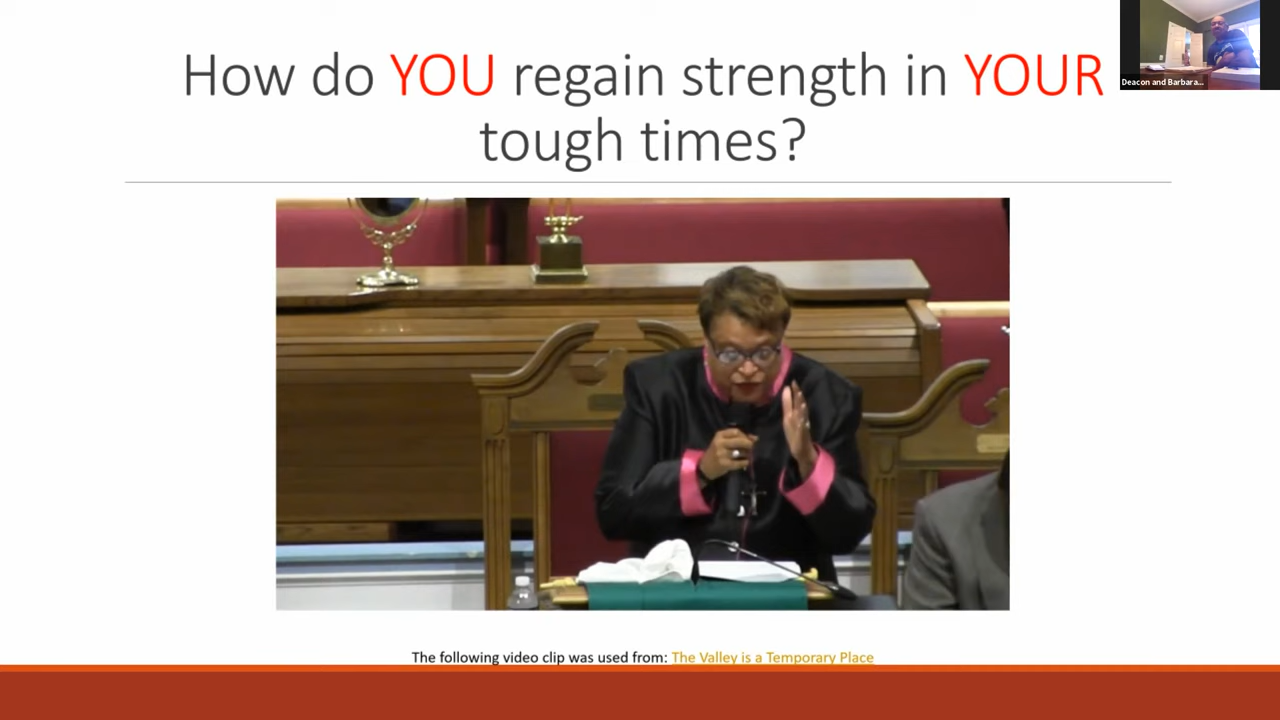 How do YOU regain strength in YOUR
tough times?
Deacon and Barbara...
The following video clip was used from: The Valley is a Temporary Place